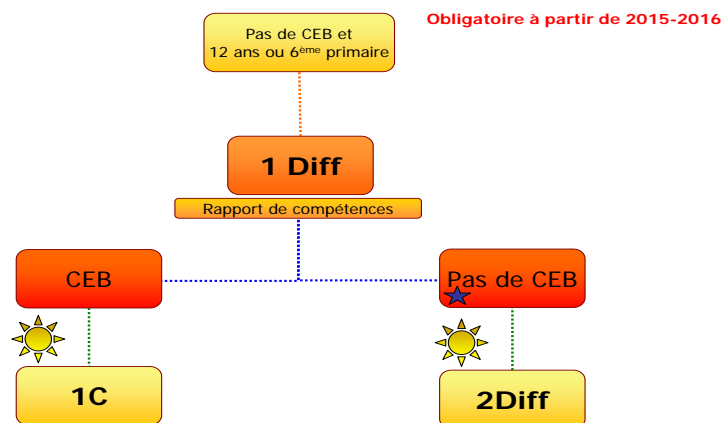 Obligatoire à partir de 2015-2016
Pas de CEB et
12 ans ou 6ème primaire
1 Diff
Rapport de compétences
CEB
Pas de CEB
1C
2Diff